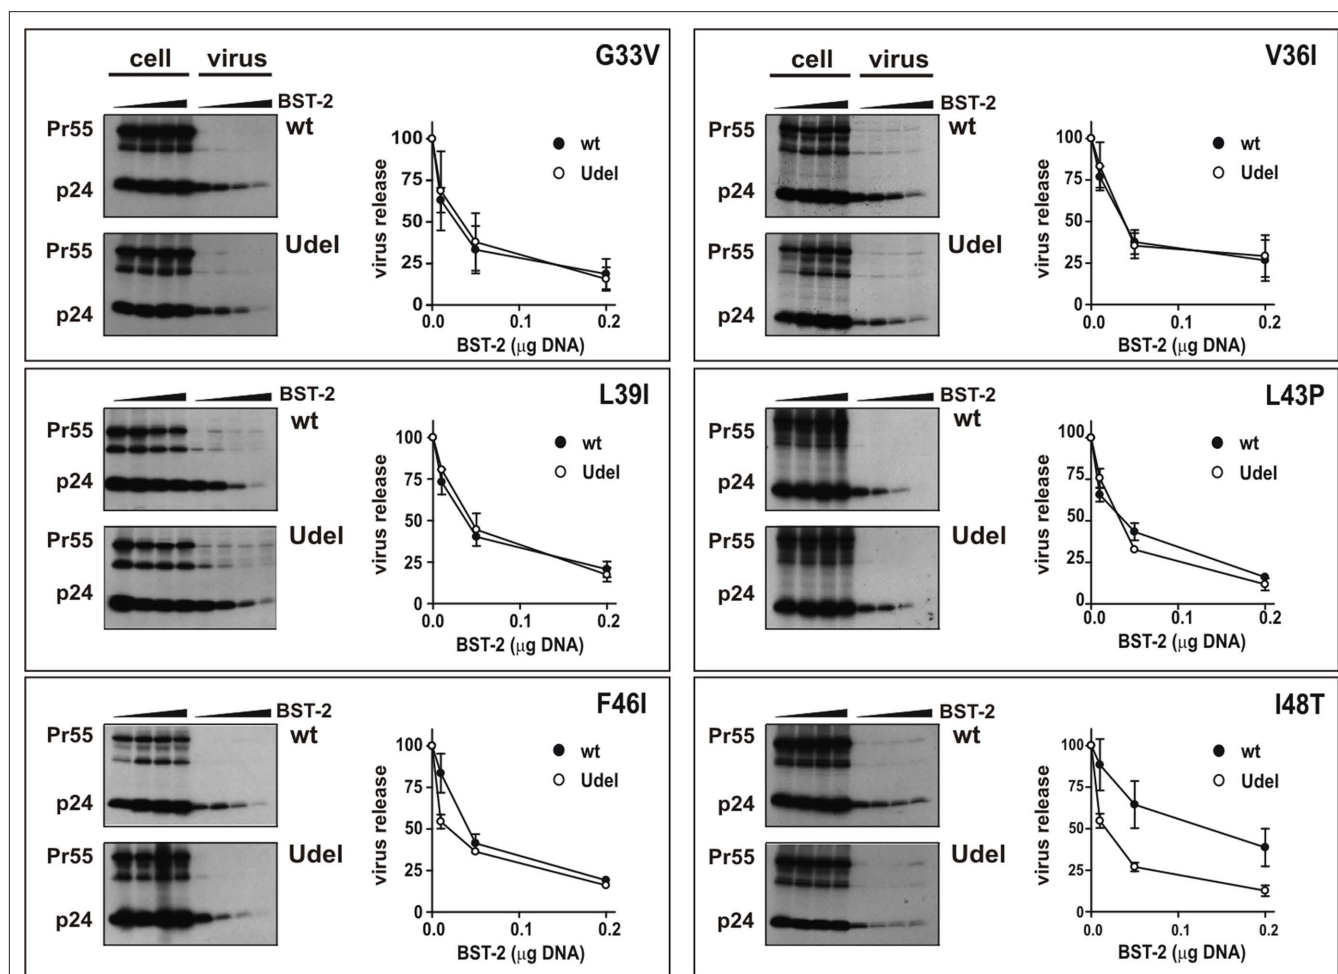 G33V
cell virus
BST-2
Pr55 wt
p24
Udel
Pr55
p24
virus release
100
75
50
25
0
0.0 0.1 0.2
BST-2 (μg DNA)
wt
Udel
V36I
cell virus
BST-2
Pr55 wt
p24
Udel
Pr55
p24
virus release
100
75
50
25
0
0.0 0.1 0.2
BST-2 (μg DNA)
wt
Udel
L39I
BST-2
wt
Pr55
p24
Udel
Pr55
p24
virus release
100
75
50
25
0
0.0 0.1 0.2
BST-2 (μg DNA)
wt
Udel
L43P
BST-2
wt
Pr55
p24
Udel
Pr55
p24
virus release
100
75
50
25
0
0.0 0.1 0.2
BST-2 (μg DNA)
wt
Udel
F46I
BST-2
Pr55 wt
p24
Pr55 Udel
p24
virus release
100
75
50
25
0
0.0 0.1 0.2
BST-2 (μg DNA)
wt
Udel
I48T
BST-2
Pr55 wt
p24
Pr55 Udel
p24
virus release
100
75
50
25
0
0.0 0.1 0.2
BST-2 (μg DNA)
wt
Udel